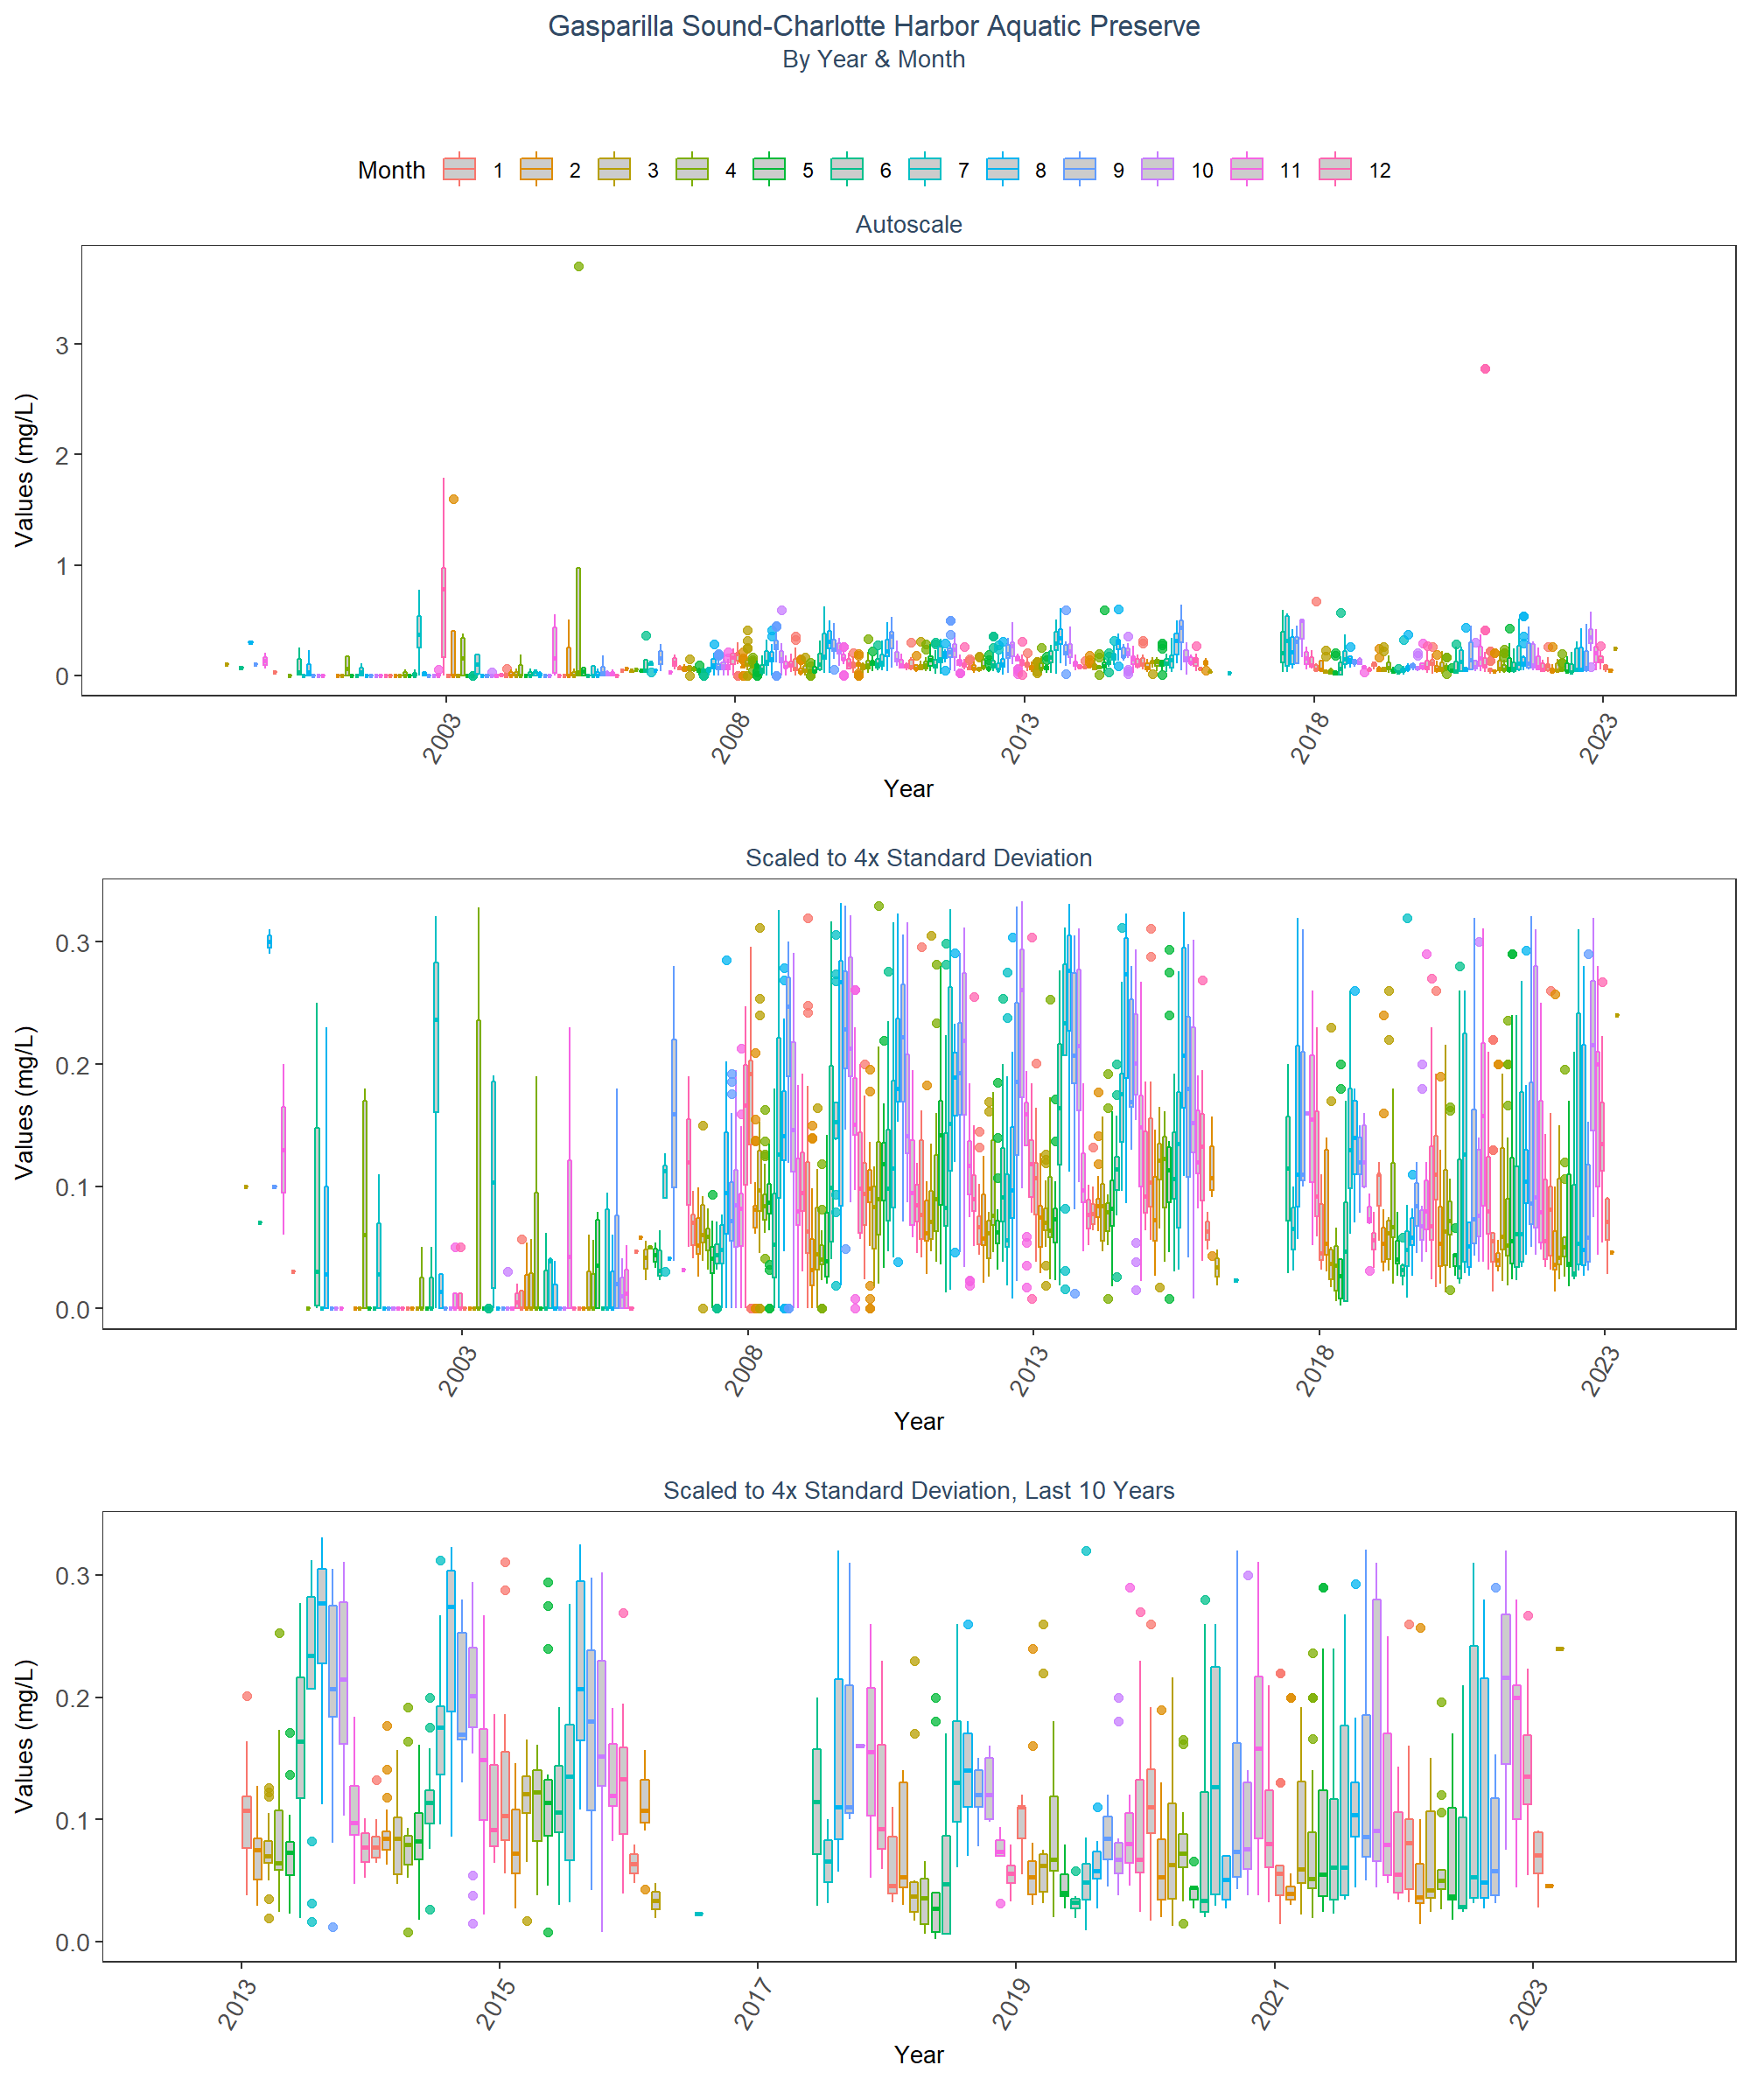 Gasparilla Sound-Charlotte Harbor Aquatic Preserve
By Year & Month
Month 1 2 3 4 5 6 7 8 9 10 11 12
Autoscale
Values (mg/L)
3
2
1
0
2003 2008 2013 2018 2023
Year
Scaled to 4x Standard Deviation
Values (mg/L)
0.3
0.2
0.1
0.0
2003 2008 2013 2018 2023
Year
Scaled to 4x Standard Deviation, Last 10 Years
Values (mg/L)
0.3
0.2
0.1
0.0
2013 2015 2017 2019 2021 2023
Year